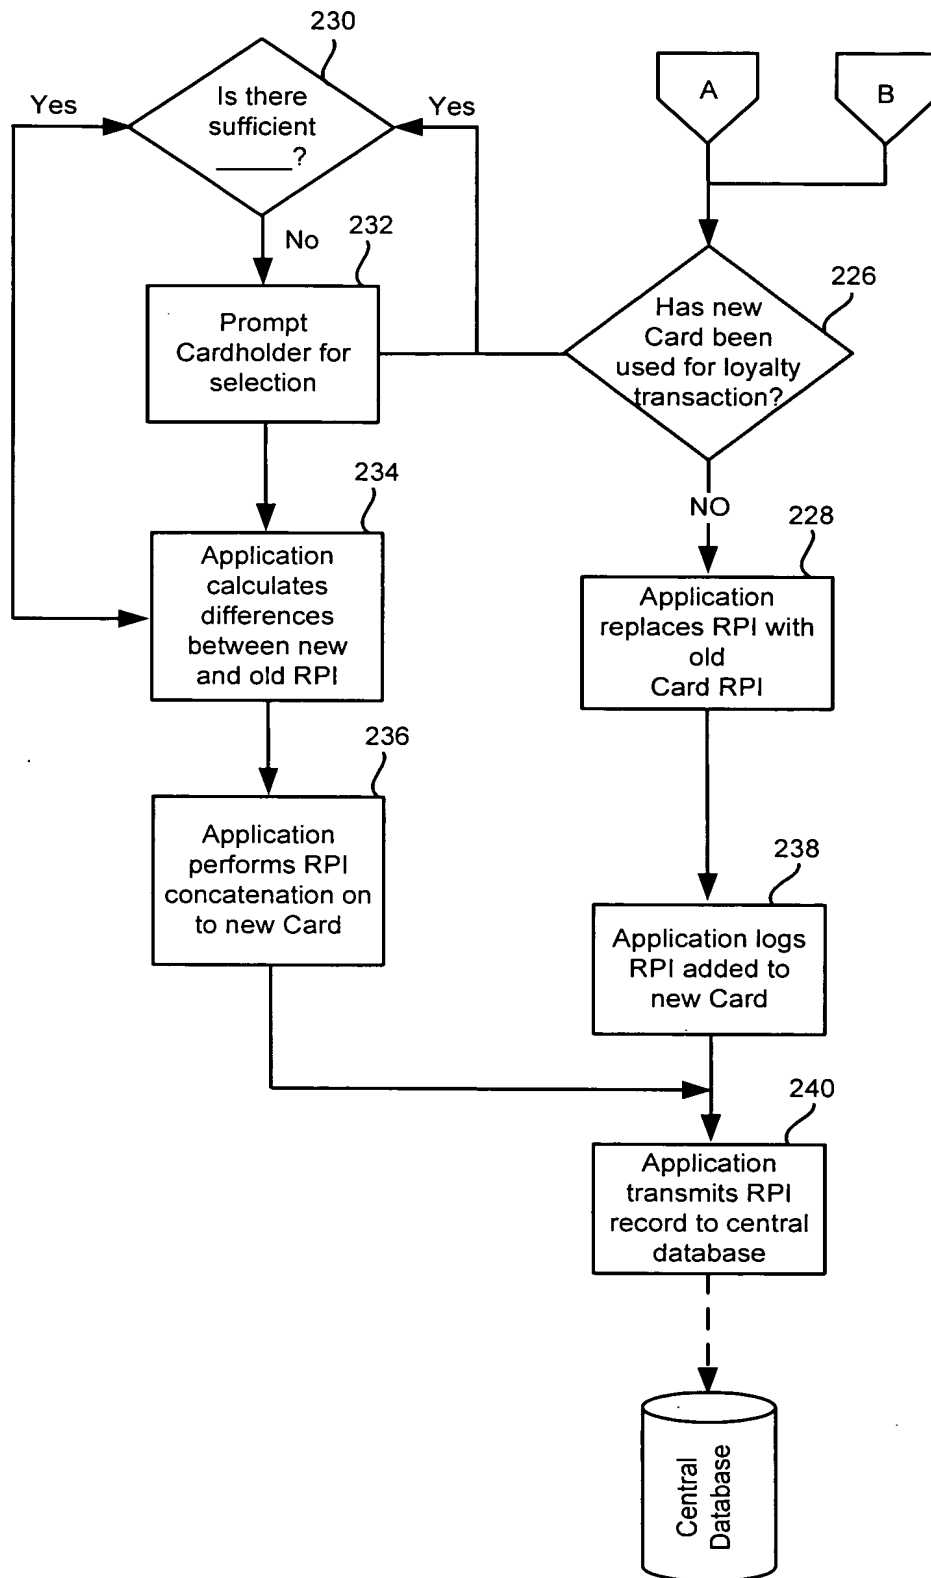 230
Is there
sufficient
______?
Yes
Yes
No
A
B
232
Prompt
Cardholder for
selection
226
Has new
Card been
used for loyalty
transaction?
NO
234
Application
calculates
differences
between new
and old RPI
228
Application
replaces RPI with
old
Card RPI
236
Application
performs RPI
concatenation on
to new Card
238
Application logs
RPI added to
new Card
240
Application
transmits RPI
record to central
database
Central
Database